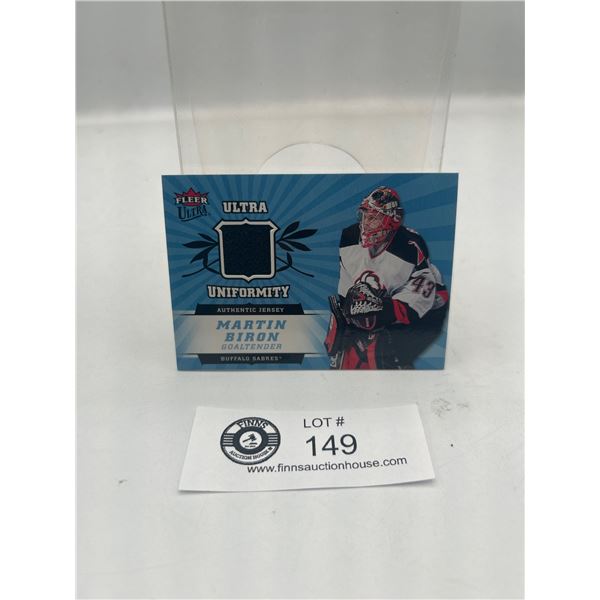 FLEER
ULTRA
ULTRA
UNIFORMITY
AUTHENTIC JERSEY
MARTIN
BIRON
GOALTENDER
BUFFALO SABRES
43
FINNS
AUCTION HOUSE
LOT #
149
www.finnsauctionhouse.com